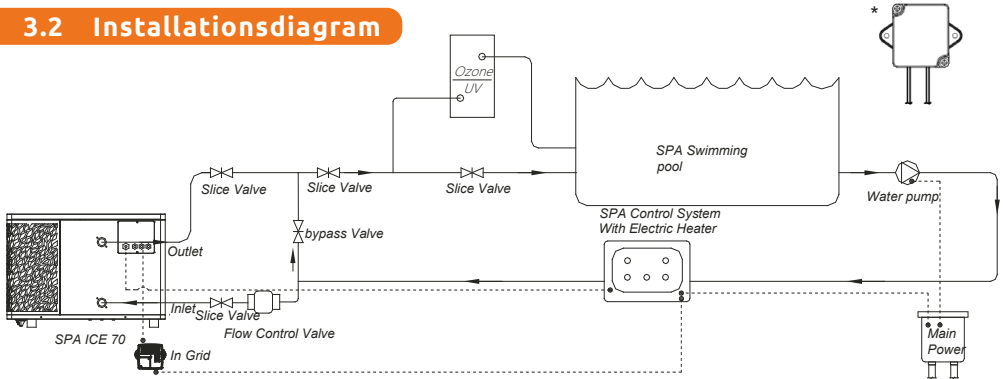 3.2 Installationsdiagram
*
Ozone
UV
SPA Swimming
pool
Slice Valve
Slice Valve
Slice Valve
Water pump
SPA Control System
With Electric Heater
bypass Valve
Outlet
Inlet
Slice Valve
Flow Control Valve
SPA ICE 70
In Grid
Main
Power